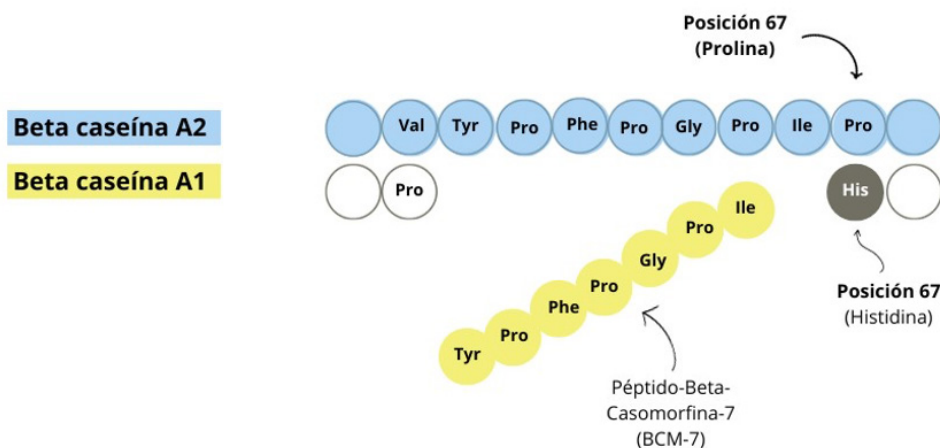 Posición 67
(Prolina)
Beta caseína A2
Val Tyr Pro Phe Pro Gly Pro Ile Pro
Beta caseína A1
Pro
His
Ile
Pro
Gly
Pro
Phe
Pro
Tyr
Posición 67
(Histidina)
Péptido-Beta-
Casomorfina-7
(BCM-7)